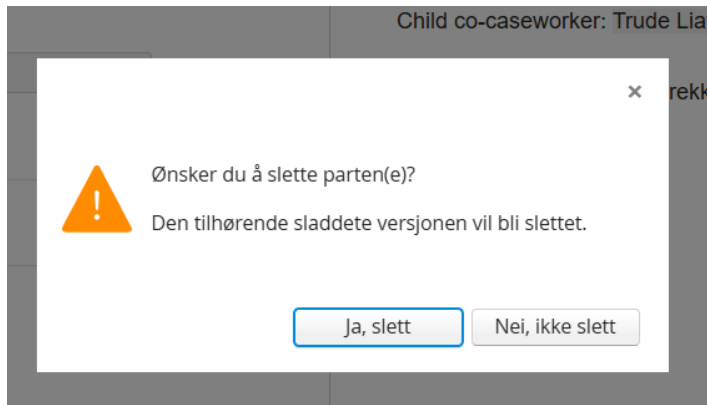 Child co-caseworker: Trude
×
Ønsker du å slette parten(e)?
Den tilhørende sladdete versjonen vil bli slettet.
Ja, slett
Nei, ikke slett